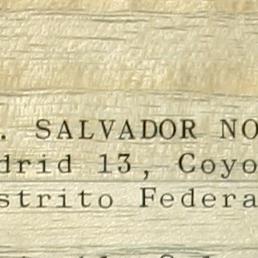 . SALVADOR NO
drid 13, Coyo
strito Federa